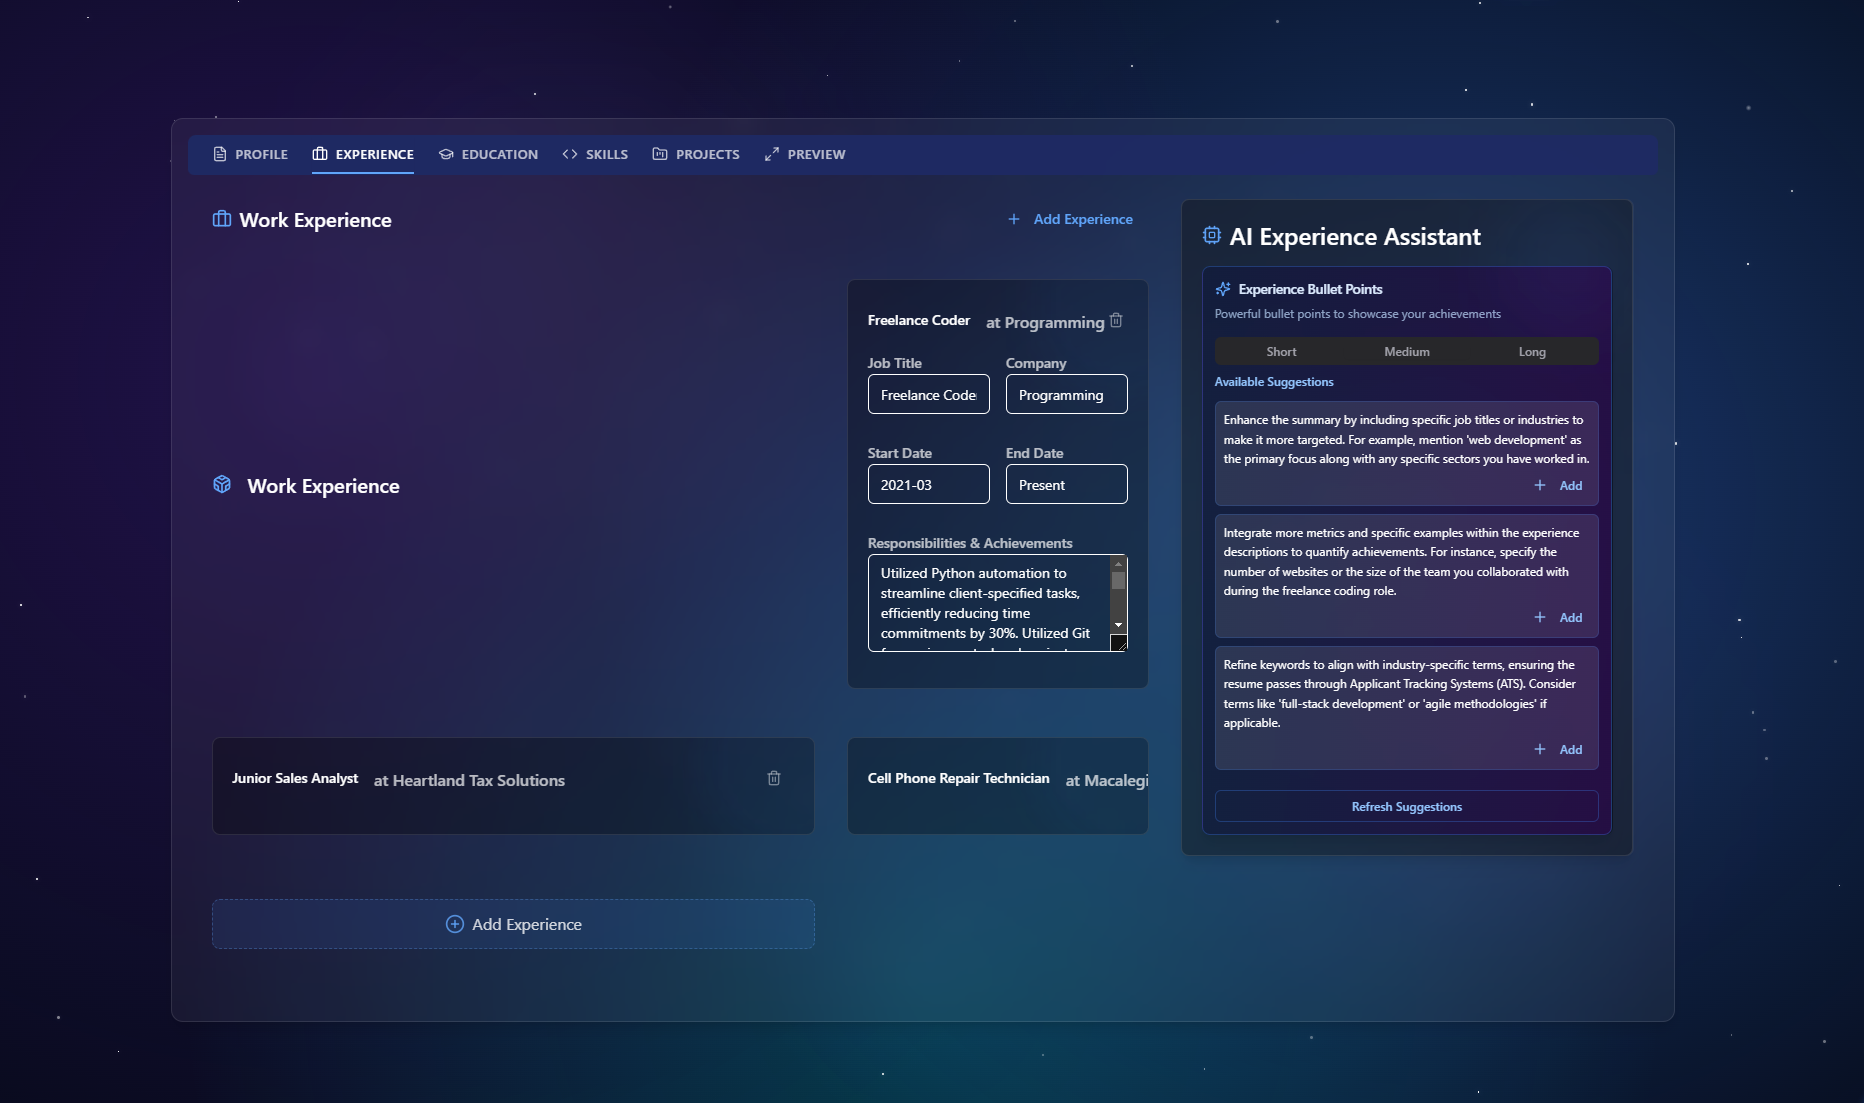 PROFILE
EXPERIENCE
EDUCATION
SKILLS
PROJECTS
PREVIEW
Work Experience
Add Experience
Work Experience
Freelance Coder at Programming
Job Title
Company
Freelance Code
Programming
Start Date
End Date
2021-03
Present
Responsibilities & Achievements
Utilized Python automation to
streamline client-specified tasks,
efficiently reducing time
commitments by 30%. Utilized Git
Junior Sales Analyst at Heartland Tax Solutions
Cell Phone Repair Technician at Macalegi
Add Experience
AI Experience Assistant
Experience Bullet Points
Powerful bullet points to showcase your achievements
Short
Medium
Long
Available Suggestions
Enhance the summary by including specific job titles or industries to
make it more targeted. For example, mention 'web development' as
the primary focus along with any specific sectors you have worked in.
Add
Integrate more metrics and specific examples within the experience
descriptions to quantify achievements. For instance, specify the
number of websites or the size of the team you collaborated with
during the freelance coding role.
Add
Refine keywords to align with industry-specific terms, ensuring the
resume passes through Applicant Tracking Systems (ATS). Consider
terms like 'full-stack development' or 'agile methodologies' if
applicable.
Add
Refresh Suggestions